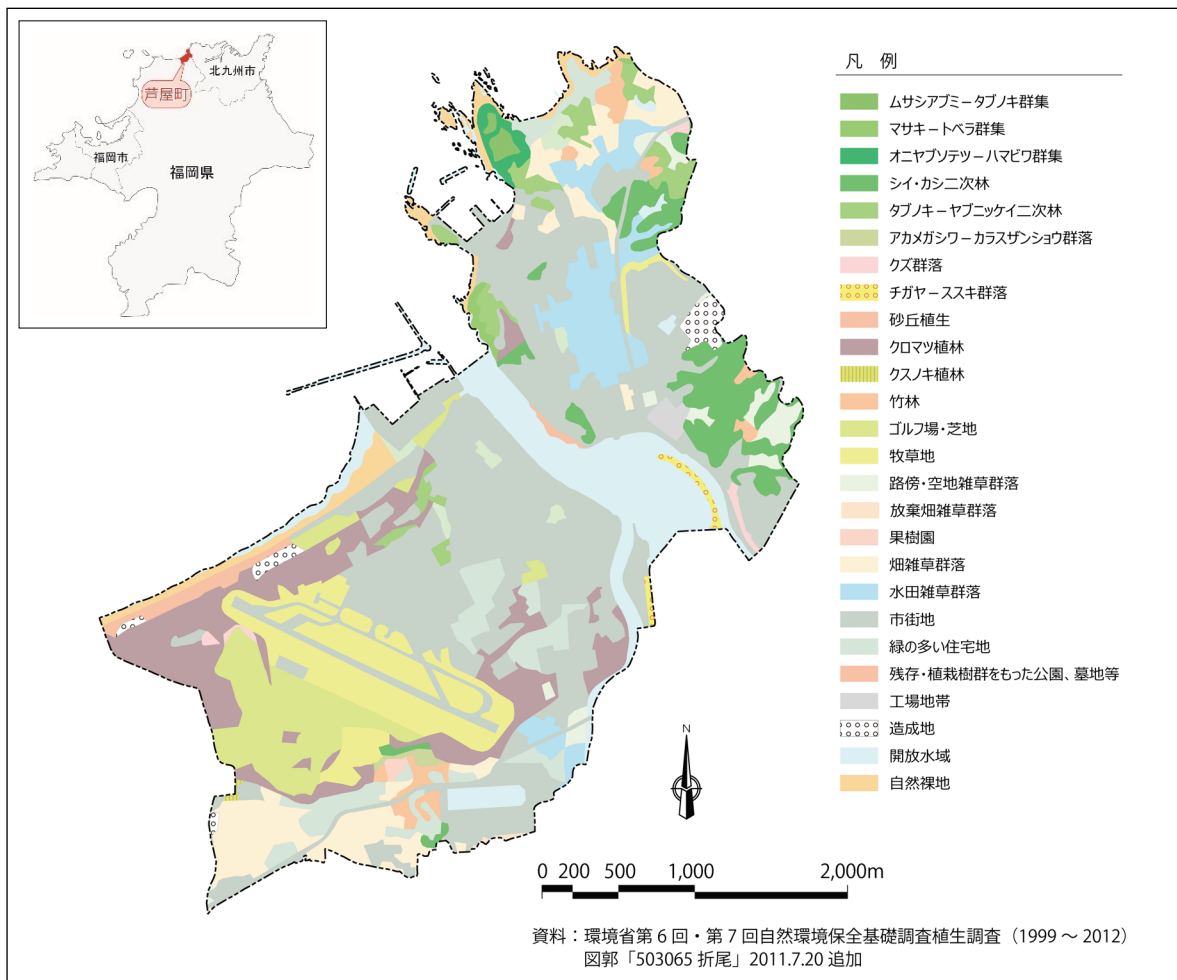 芦屋町
北九州市
福岡市
福岡県
凡 例
ムサシアブミータブノキ群集
マサキートベラ群集
オニヤブソテツーハマビワ群集
シイ・カシ二次林
タブノキーヤブニッケイ二次林
アカメガシワーカラスザンショウ群落
クズ群落
チガヤーススキ群落
砂丘植生
クロマツ植林
クスノキ植林
竹林
ゴルフ場・芝地
牧草地
路傍・空地雑草群落
放棄畑雑草群落
果樹園
畑雑草群落
水田雑草群落
市街地
緑の多い住宅地
残存・植栽樹群をもった公園、墓地等
工場地帯
造成地
開放水域
自然裸地
N
0 200 500 1,000 2,000m
資料：環境省第6回・第7回自然環境保全基礎調査植生調査（1999～2012）
図郭「503065 折尾」2011.7.20 追加